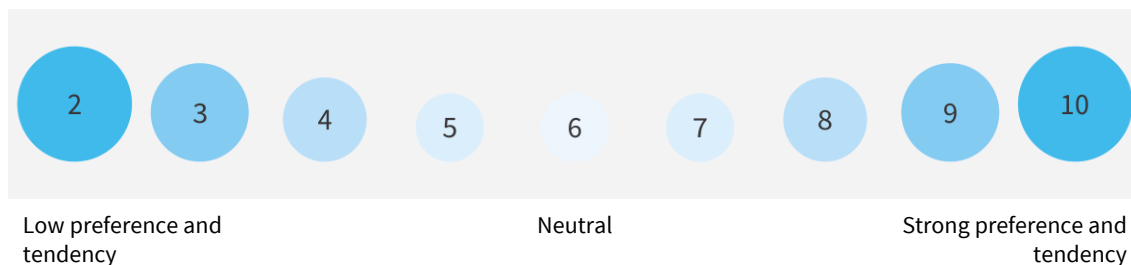 2 3 4 5 6 7 8 9 10
Low preference and tendency
Neutral
Strong preference and tendency